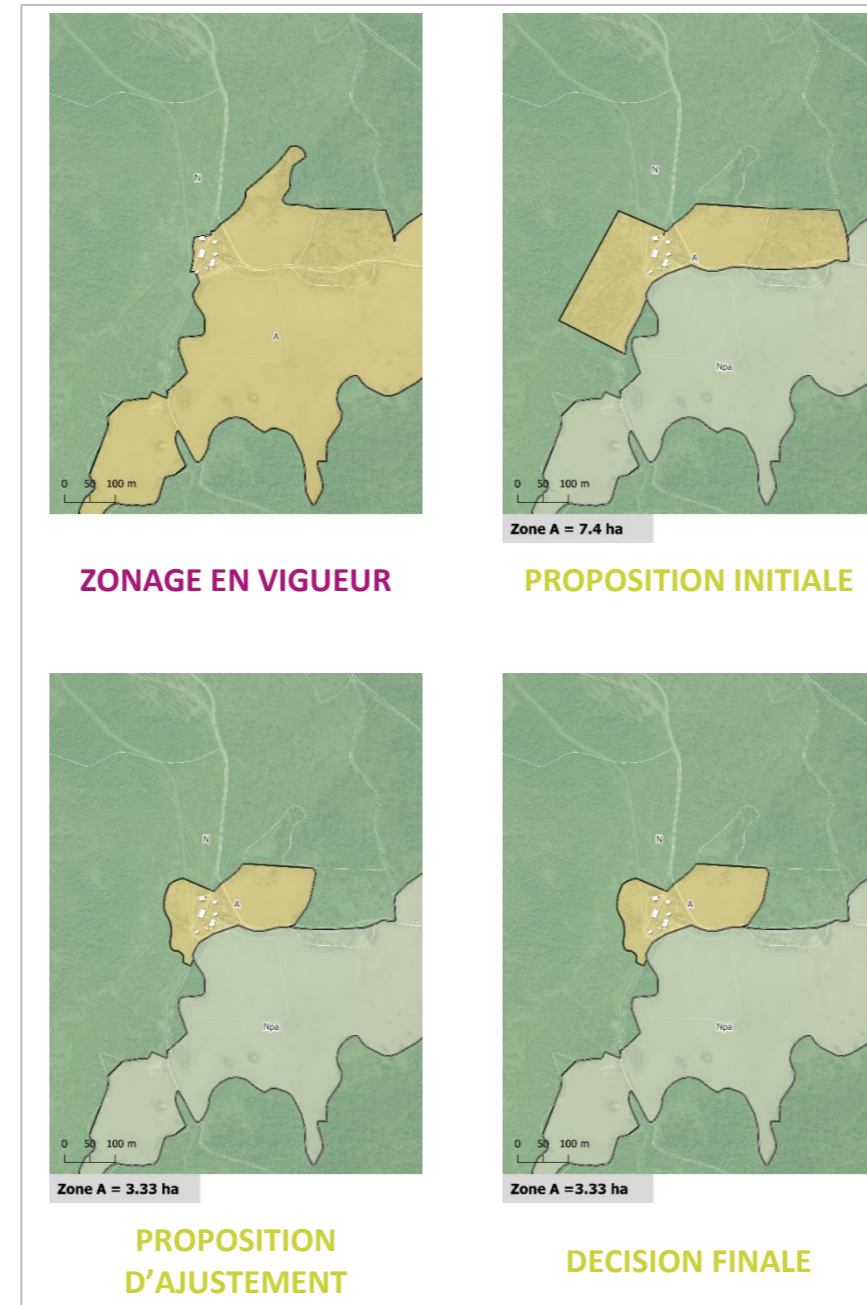 N
A
0 50 100 m
ZONAGE EN VIGUEUR
N
A
Npa
0 50 100 m
Zone A = 7.4 ha
PROPOSITION INITIALE
N
A
Npa
0 50 100 m
Zone A = 3.33 ha
PROPOSITION
D'AJUSTEMENT
N
A
Npa
0 50 100 m
Zone A =3.33 ha
DECISION FINALE